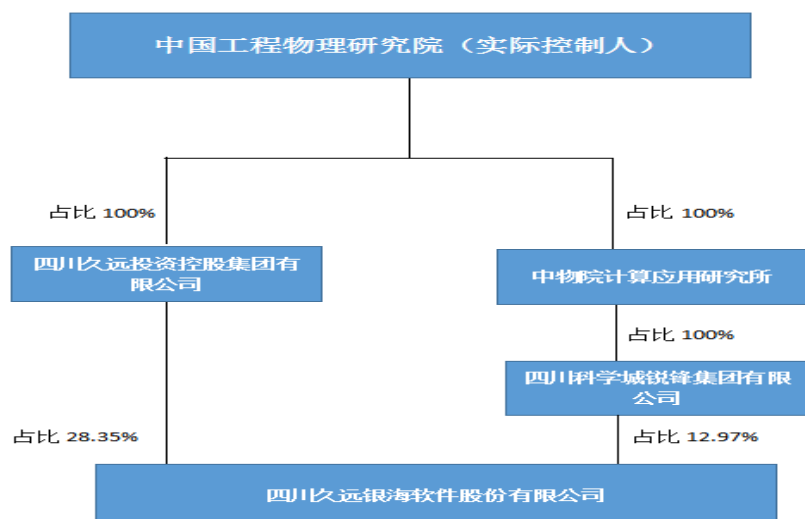 中国工程物理研究院（实际控制人）
占比 100%
占比 100%
四川久远投资控股集团有
限公司
中物院计算应用研究所
占比 100%
四川科学城锐锋集团有限
公司
占比 28.35%
占比 12.97%
四川久远银海软件股份有限公司